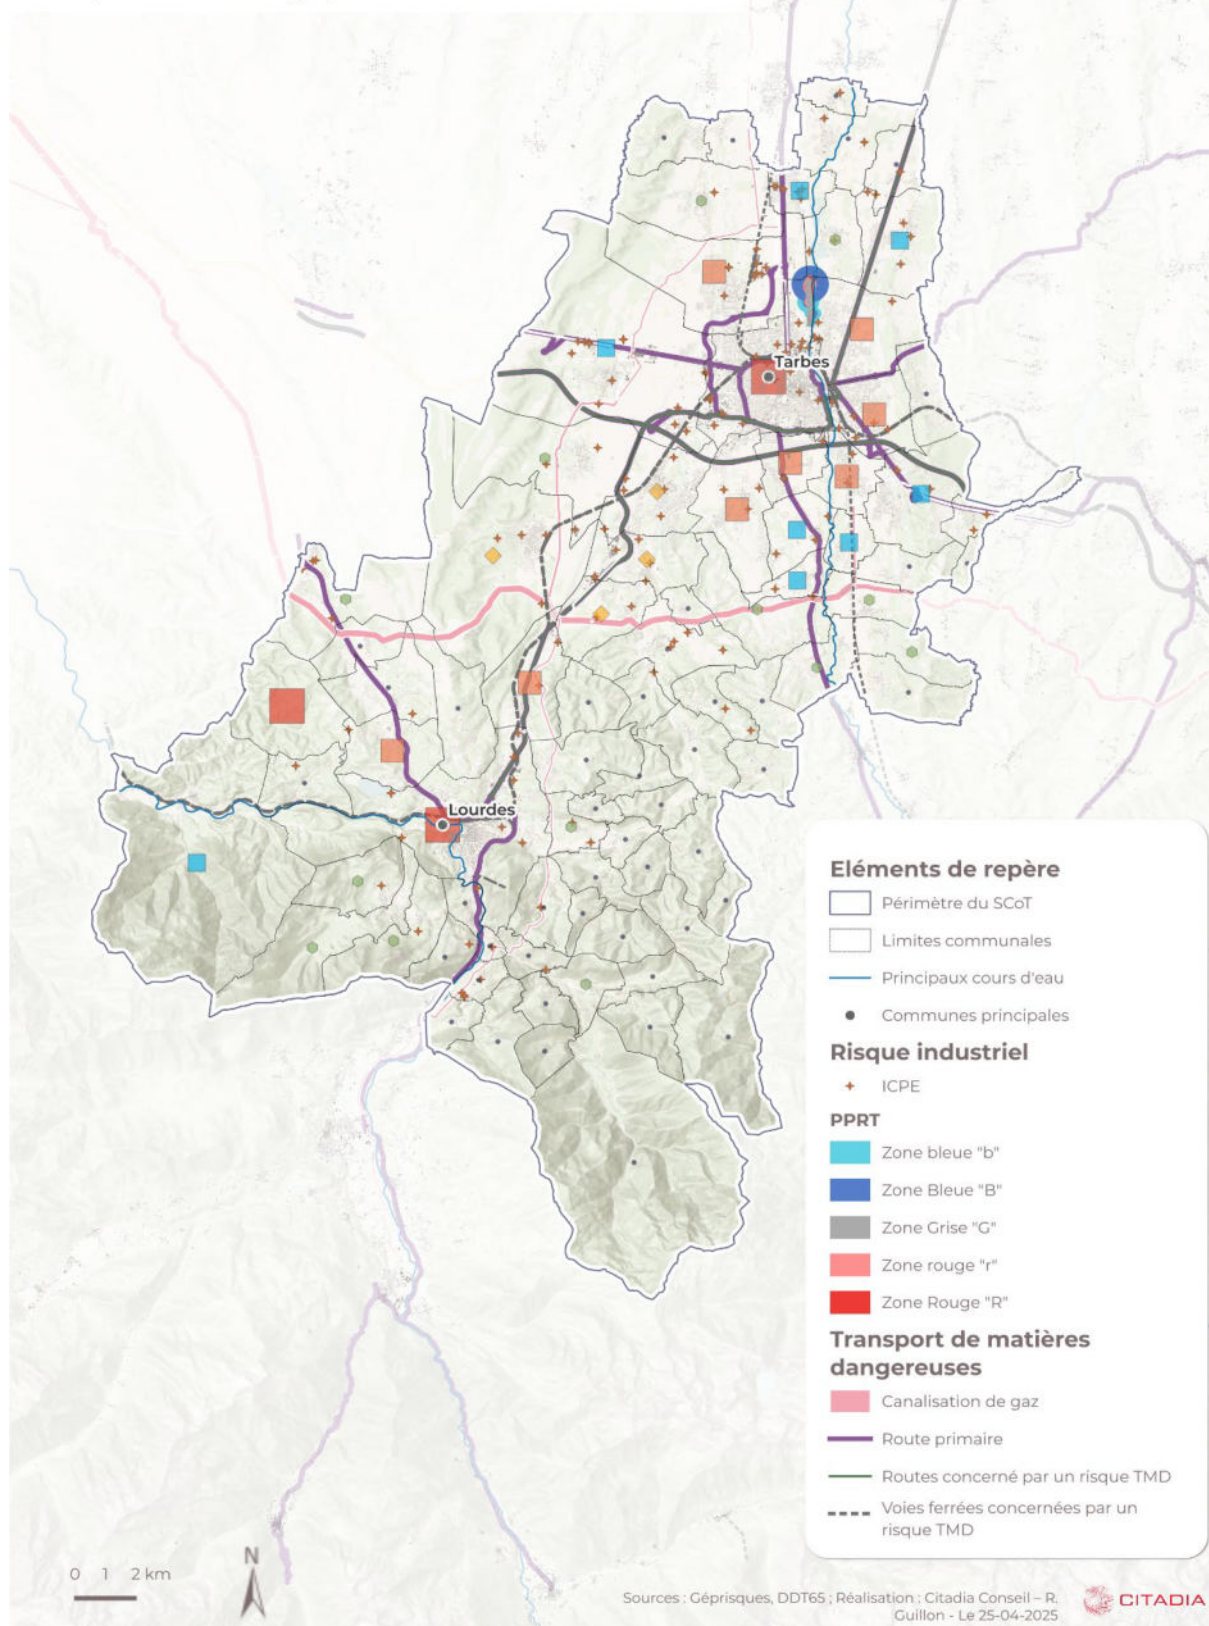 Tarbes
Lourdes
Eléments de repère
Périmètre du SCoT
Limites communales
Principaux cours d'eau
Communes principales
Risque industriel
ICPE
PPRT
Zone bleue "b"
Zone Bleue "B"
Zone Grise "G"
Zone rouge "r"
Zone Rouge "R"
Transport de matières
dangereuses
Canalisation de gaz
Route primaire
Routes concerné par un risque TMD
Voies ferrées concernées par un
risque TMD
N
0 1 2 km
Sources : Géprisques, DDT65 ; Réalisation : Citadia Conseil – R.
Guillon - Le 25-04-2025
CITADIA